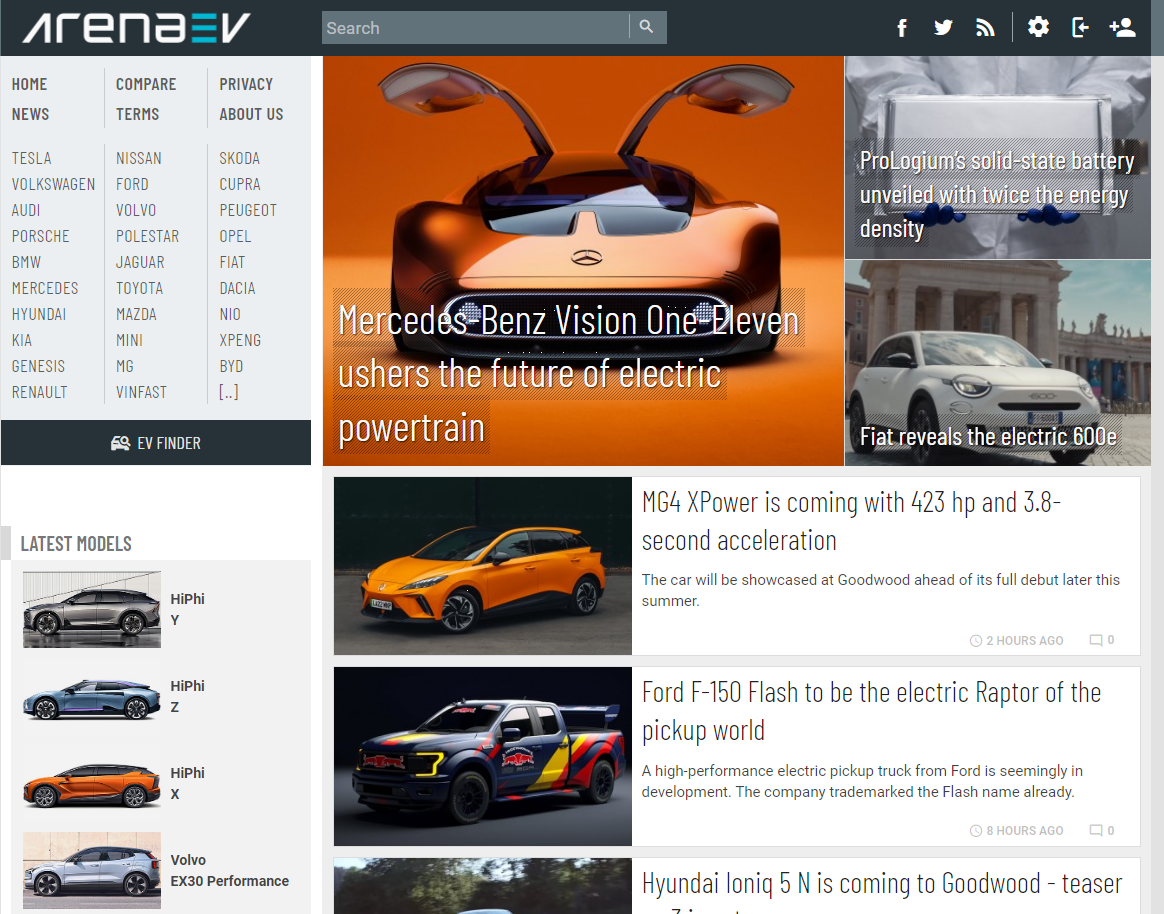 ArenaEV
Search
HOME
NEWS
COMPARE
TERMS
PRIVACY
ABOUT US
TESLA
VOLKSWAGEN
AUDI
PORSCHE
BMW
MERCEDES
HYUNDAI
KIA
GENESIS
RENAULT
NISSAN
FORD
VOLVO
POLESTAR
JAGUAR
TOYOTA
MAZDA
MINI
MG
VINFAST
SKODA
CUPRA
PEUGEOT
OPEL
FIAT
DACIA
NIO
XPENG
BYD
[..]
EV FINDER
LATEST MODELS
HiPhi
Y
HiPhi
Z
HiPhi
X
Volvo
EX30 Performance
Mercedes-Benz Vision One-Eleven
ushers the future of electric
powertrain
ProLogium's solid-state battery
unveiled with twice the energy
density
Fiat reveals the electric 600e
MG4 XPower is coming with 423 hp and 3.8-
second acceleration
The car will be showcased at Goodwood ahead of its full debut later this
summer.
2 HOURS AGO 0
Ford F-150 Flash to be the electric Raptor of the
pickup world
A high-performance electric pickup truck from Ford is seemingly in
development. The company trademarked the Flash name already.
8 HOURS AGO 0
Hyundai Ioniq 5 N is coming to Goodwood - teaser